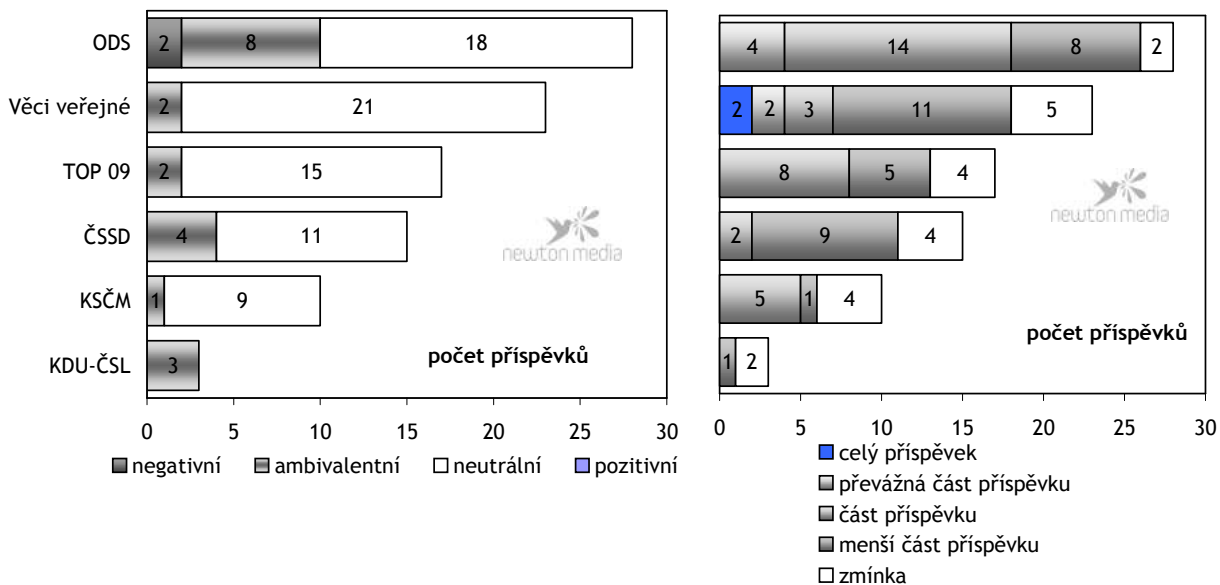 ODS 2 8 18
Věci veřejné 2 21
TOP 09 2 15
ČSSD 4 11
KSČM 1 9
KDU-ČSL 3
newton media
počet příspěvků
0 5 10 15 20 25 30
negativní ambivalentní neutrální pozitivní
4 14 8 2
2 2 3 11 5
8 5 4
2 9 4
5 1 4
1 2
newton media
počet příspěvků
0 5 10 15 20 25 30
celý příspěvek
převážná část příspěvku
část příspěvku
menší část příspěvku
zmínka